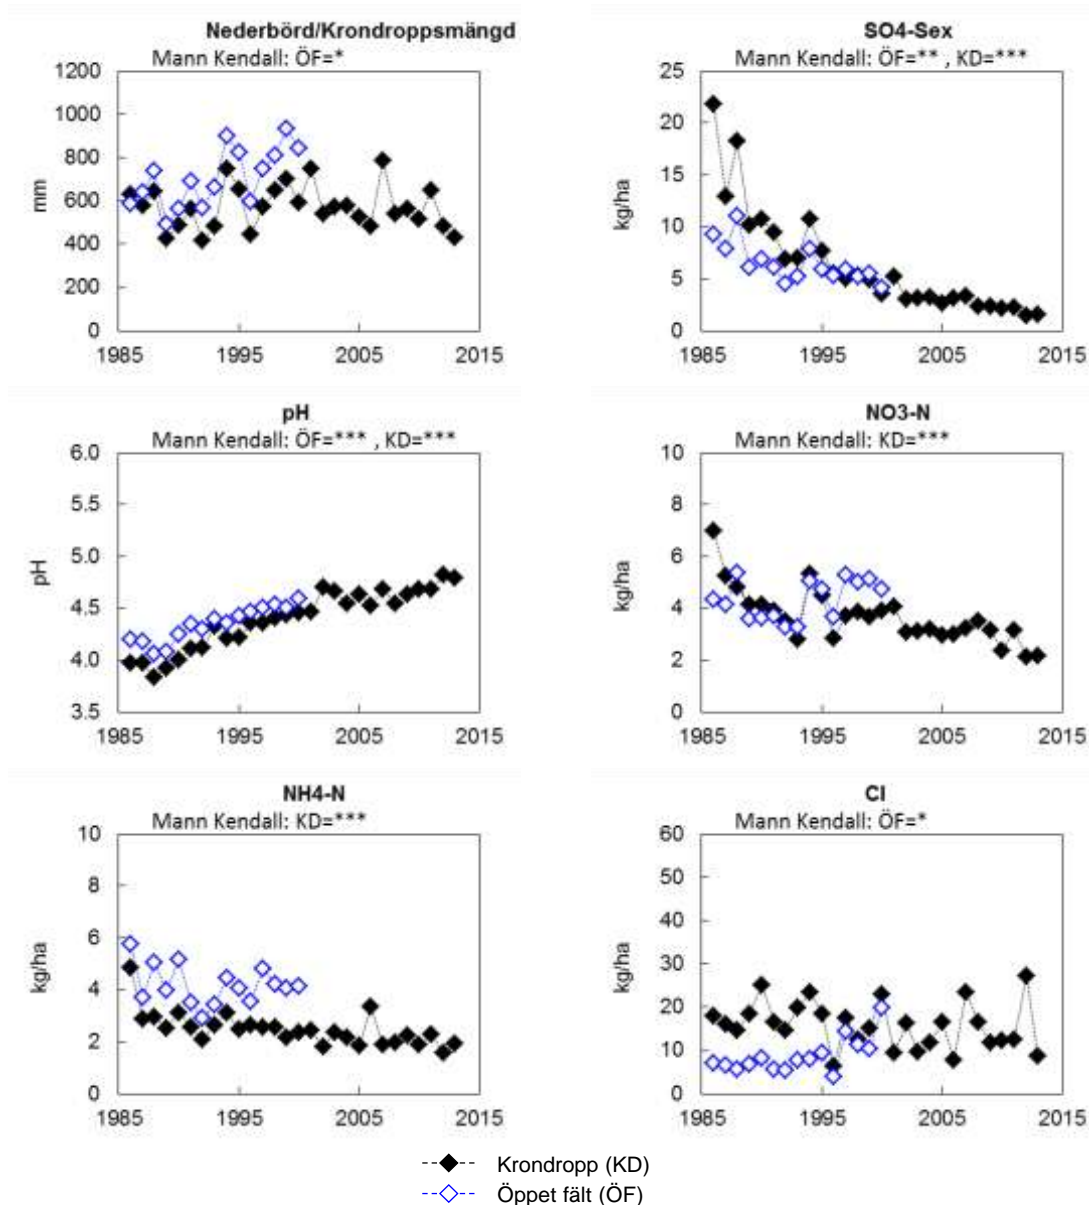 Nederbörd/Krondroppsmängd
Mann Kendall: ÖF=*
1200
1000
800
600
400
200
0
mm
1985 1995 2005 2015
SO4-Sex
Mann Kendall: ÖF=** , KD=***
25
20
15
10
5
0
kg/ha
1985 1995 2005 2015
pH
Mann Kendall: ÖF=*** , KD=***
6.0
5.5
5.0
4.5
4.0
3.5
pH
1985 1995 2005 2015
NO3-N
Mann Kendall: KD=***
10
8
6
4
2
0
kg/ha
1985 1995 2005 2015
NH4-N
Mann Kendall: KD=***
10
8
6
4
2
0
kg/ha
1985 1995 2005 2015
Cl
Mann Kendall: ÖF=*
60
50
40
30
20
10
0
kg/ha
1985 1995 2005 2015
Krondropp (KD)
Öppet fält (ÖF)